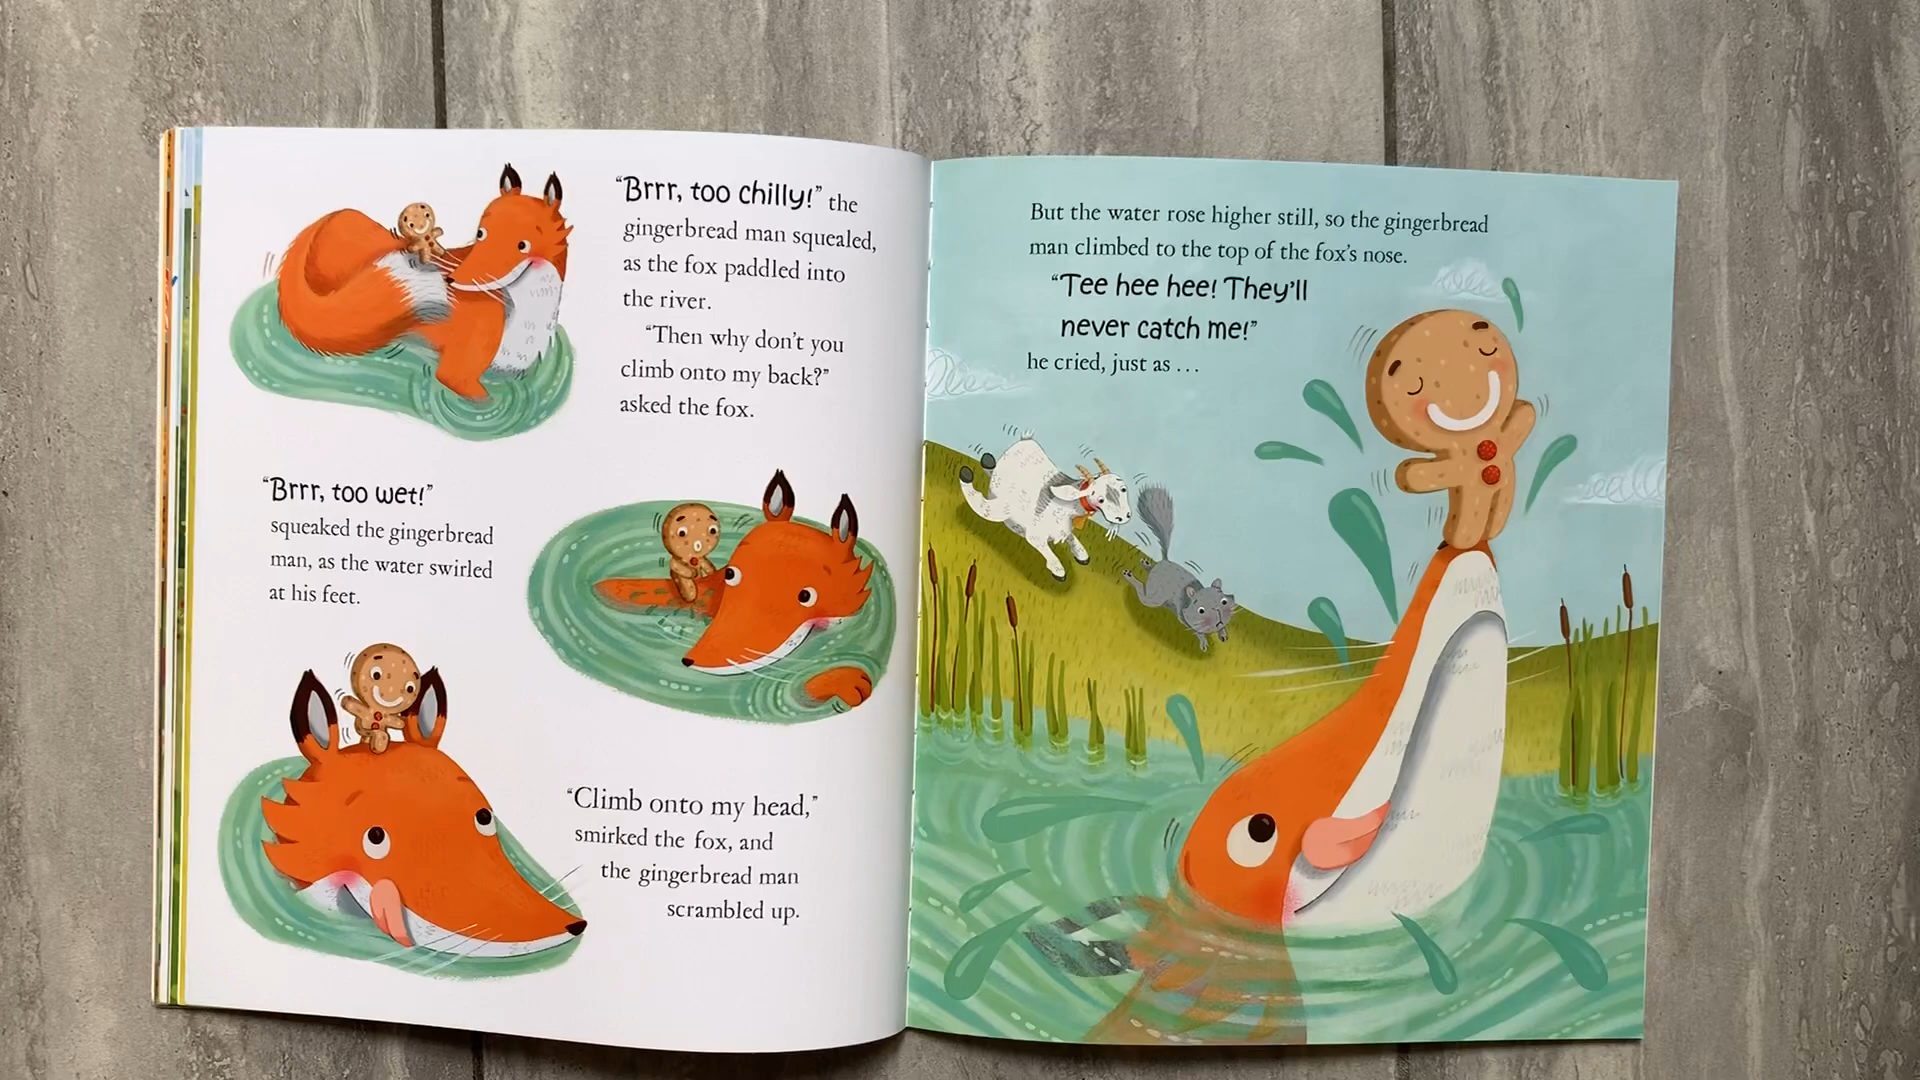 “Brrr, too chilly!” the
gingerbread man squealed,
as the fox paddled into
the river.
“Then why don’t you
climb onto my back?”
asked the fox.
“Brrr, too wet!”
squeaked the gingerbread
man, as the water swirled
at his feet.
“Climb onto my head,”
smirked the fox, and
the gingerbread man
scrambled up.
But the water rose higher still, so the gingerbread
man climbed to the top of the fox’s nose.
“Tee hee hee! They’ll
never catch me!”
he cried, just as . . .